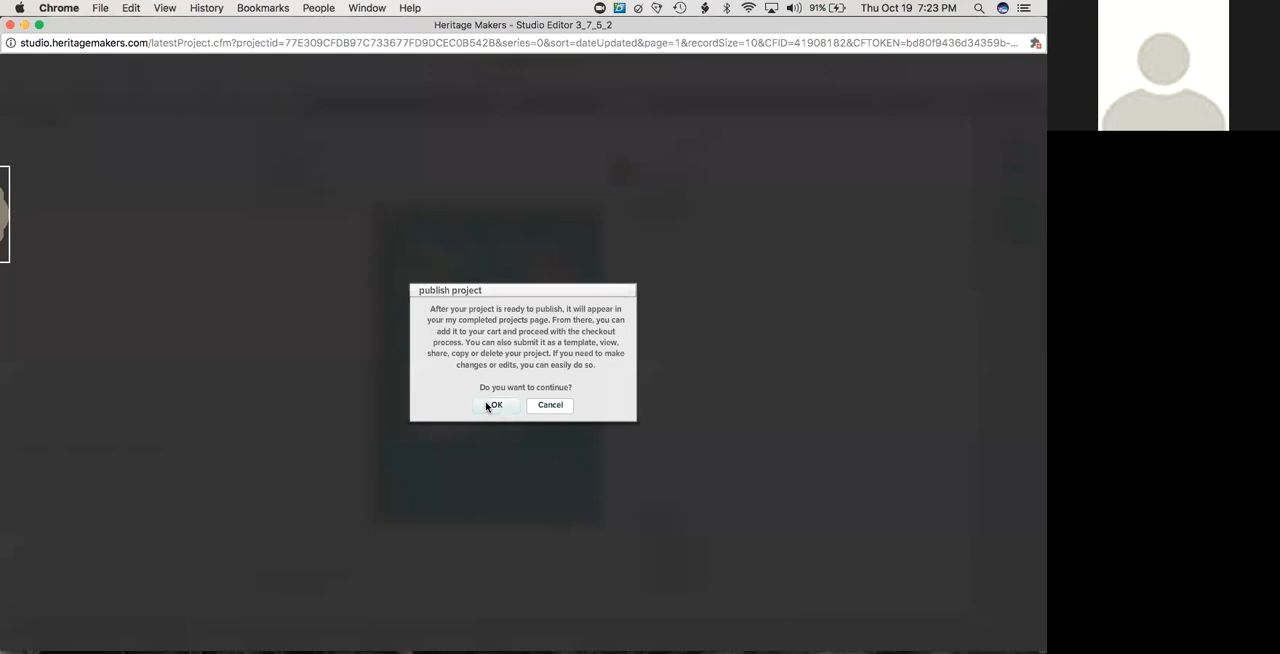 Chrome File Edit View History Bookmarks People Window Help 91% Thu Oct 19 7:23 PM
Heritage Makers - Studio Editor 3_7_5_2
studio.heritagemakers.com/latestProject.cfm?projectid=77E309CFDB97C733677FD9DCEC0B542B&series=0&sort=dateUpdated&page=1&recordSize=10&CFID=41908182&CFTOKEN=bd80f9436d34359b-...
publish project
After your project is ready to publish, it will appear in
your my completed projects page. From there, you can
add it to your cart and proceed with the checkout
process. You can also submit it as a template, view,
share, copy or delete your project. If you need to make
changes or edits, you can easily do so.
Do you want to continue?
OK Cancel